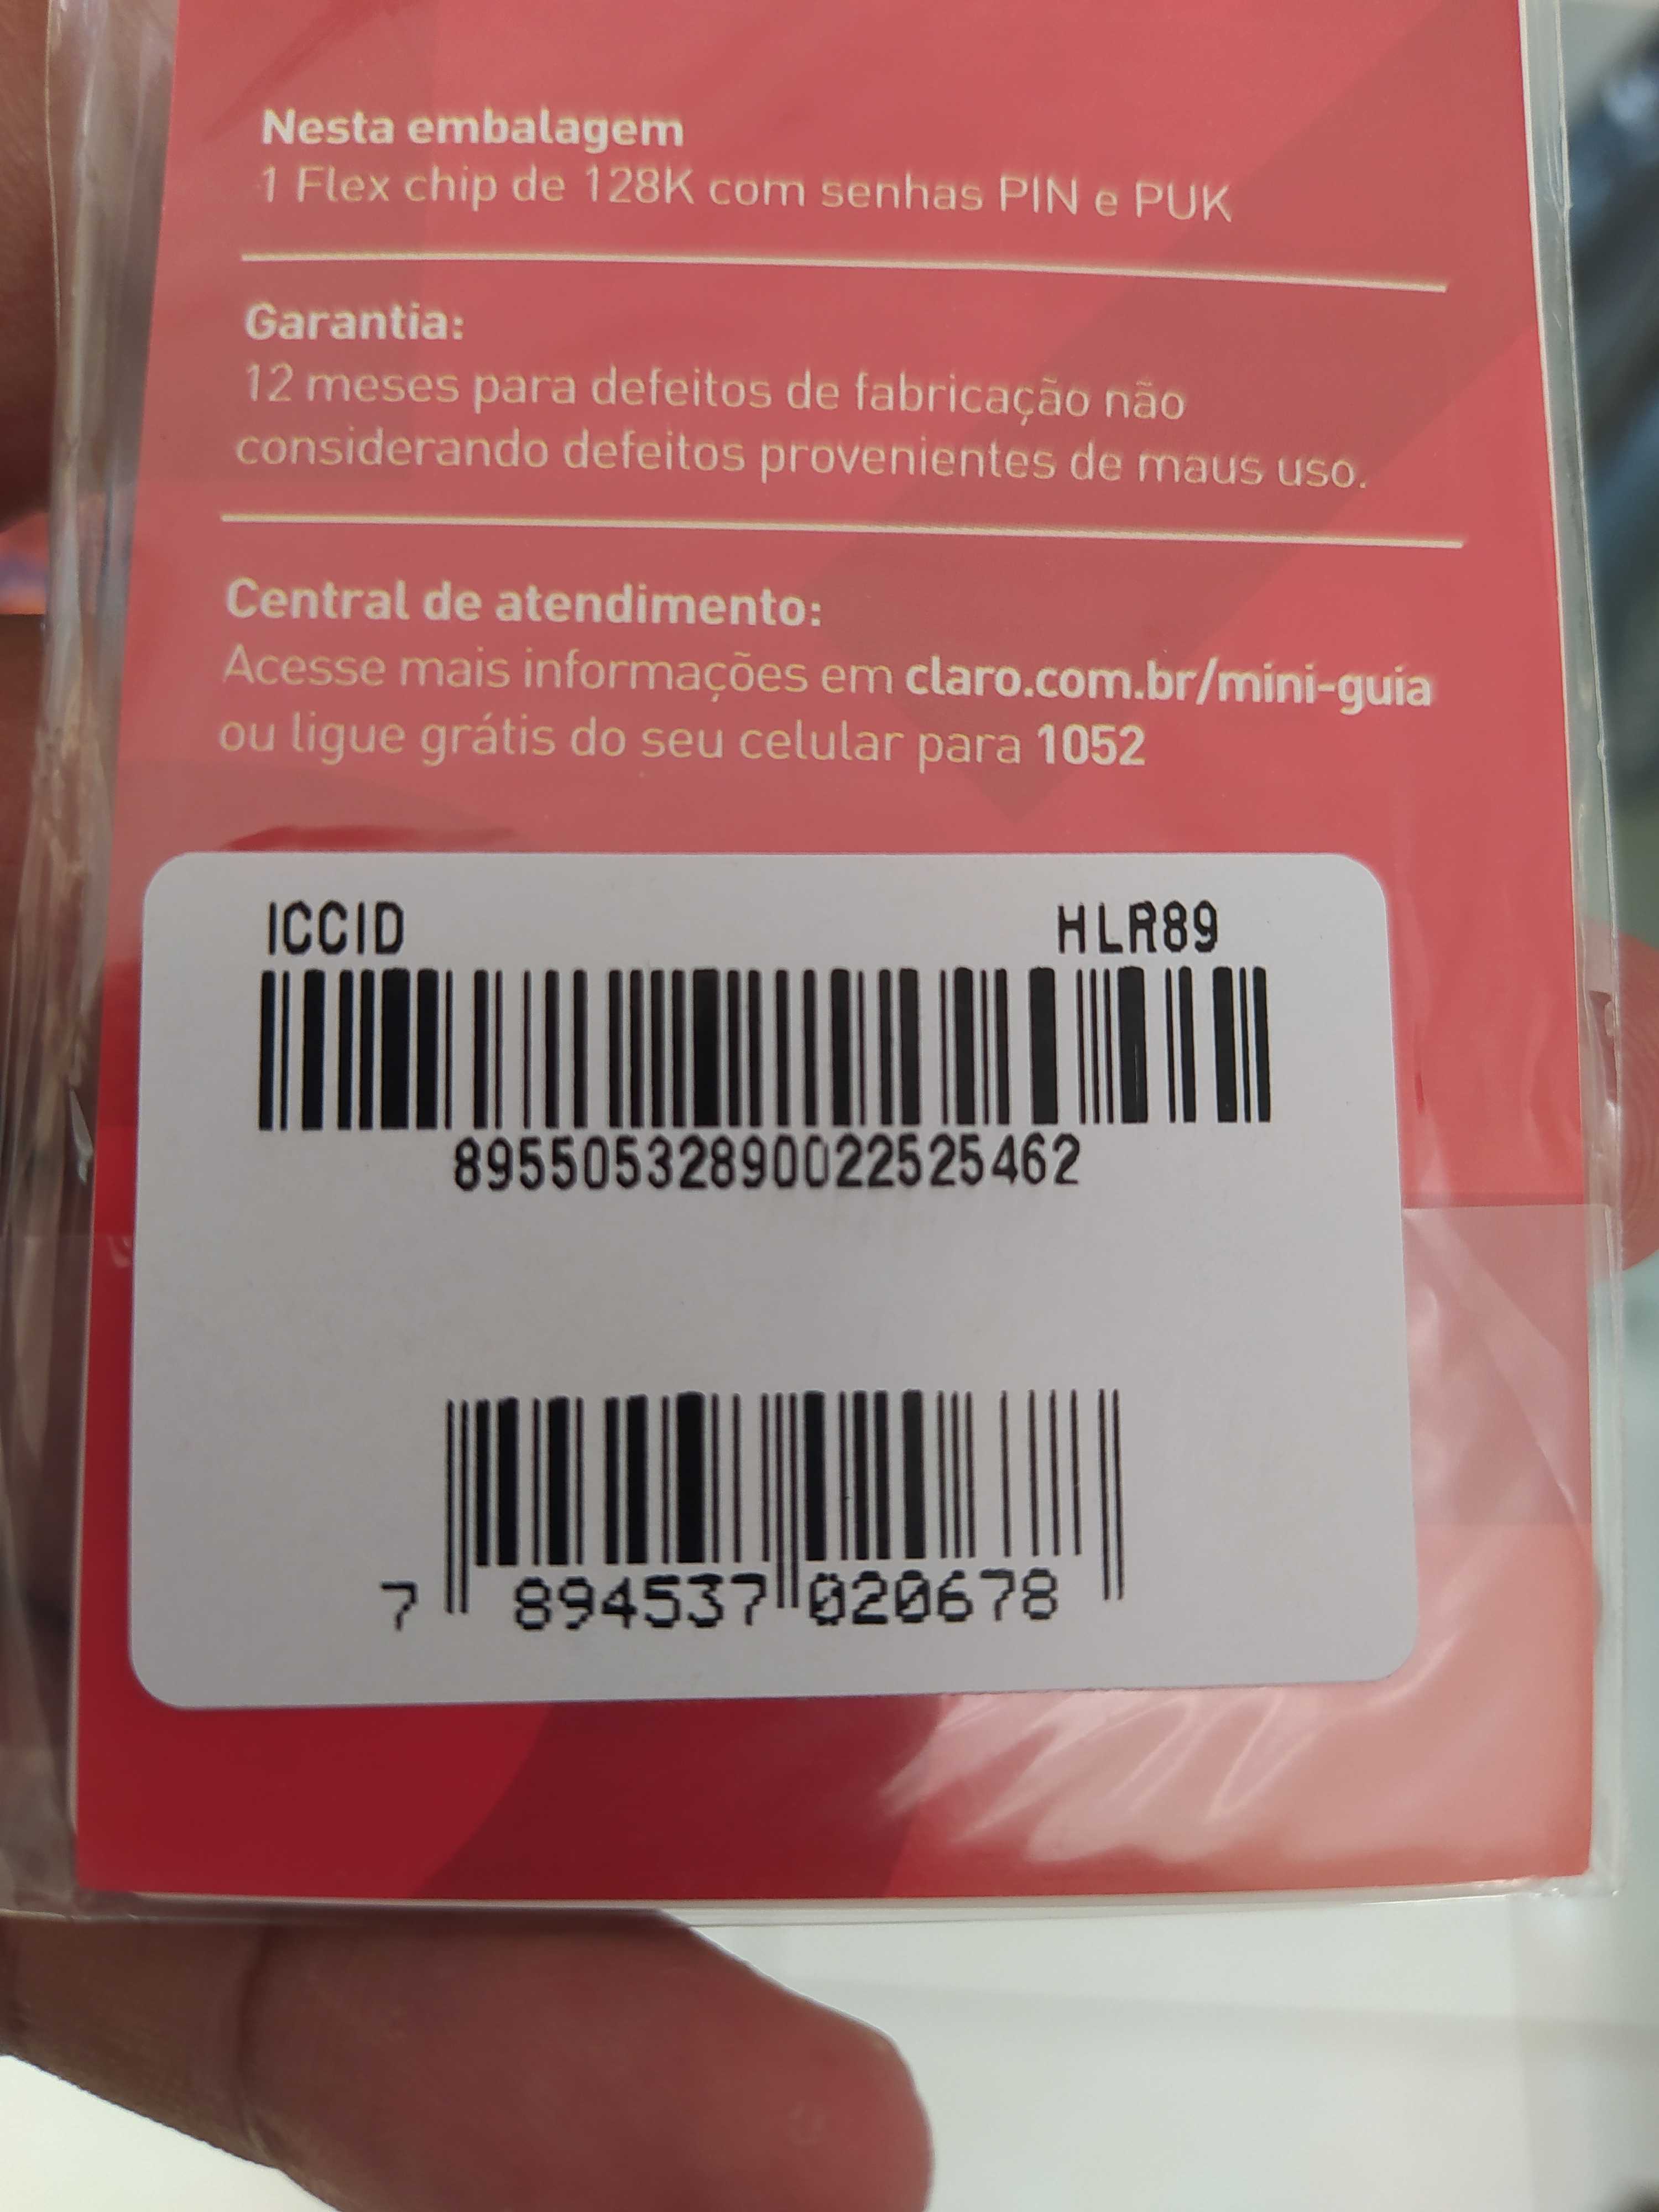 Nesta embalagem
1 Flex chip de 128K com senhas PIN e PUK
Garantia:
12 meses para defeitos de fabricação não
considerando defeitos provenientes de maus uso.
Central de atendimento:
Acesse mais informações em claro.com.br/mini-guia
ou ligue grátis do seu celular para 1052
ICCID HLR89
89550532890022525462
7 894537 020678